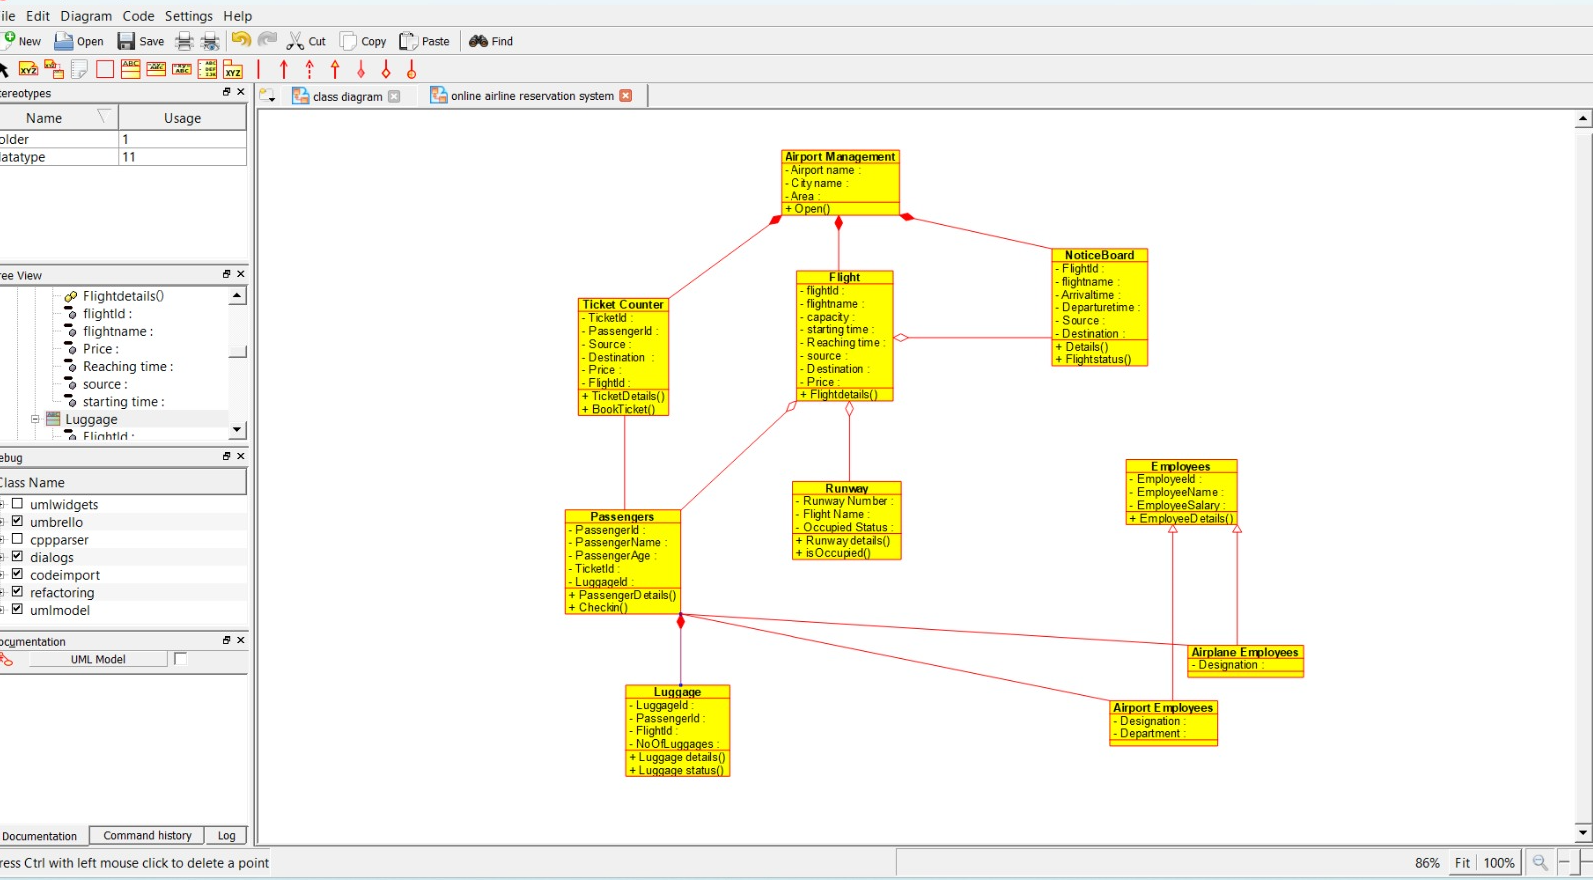 ile Edit Diagram Code Settings Help
New Open Save Cut Copy Paste Find
ereotypes
class diagram online airline reservation system
Name Usage
older 1
latatype 11
ree View
Flightdetails()
flightId :
flightname :
Price :
Reaching time :
source :
starting time :
Luggage
FlightId :
ebug
Class Name
umlwidgets
umbrello
cppparser
dialogs
codeimport
refactoring
umlmodel
ocumentation
UML Model
Documentation Command history Log
ress Ctrl with left mouse click to delete a point
86% Fit 100%
Airport Management
- Airport name :
- City name :
- Area :
+ Open()
Ticket Counter
- TicketId :
- PassengerId :
- Source :
- Destination :
- Price :
- FlightId :
+ TicketDetails()
+ BookTicket()
Flight
- flightId :
- flightname :
- capacity :
- starting time :
- Reaching time :
- source :
- Destination :
- Price :
+ Flightdetails()
NoticeBoard
- FlightId :
- flightname :
- Arrivaltime :
- Departuretime :
- Source :
- Destination :
+ Details()
+ Flightstatus()
Passengers
- PassengerId :
- PassengerName :
- PassengerAge :
- TicketId :
- LuggageId :
+ PassengerDetails()
+ Checkin()
Runway
- Runway Number :
- Flight Name :
- Occupied Status :
+ Runway details()
+ isOccupied()
Employees
- EmployeeId :
- EmployeeName :
- EmployeeSalary :
+ EmployeeDetails()
Airplane Employees
- Designation :
Airport Employees
- Designation :
- Department :
Luggage
- LuggageId :
- PassengerId :
- FlightId :
- NoOfLuggages :
+ Luggage details()
+ Luggage status()